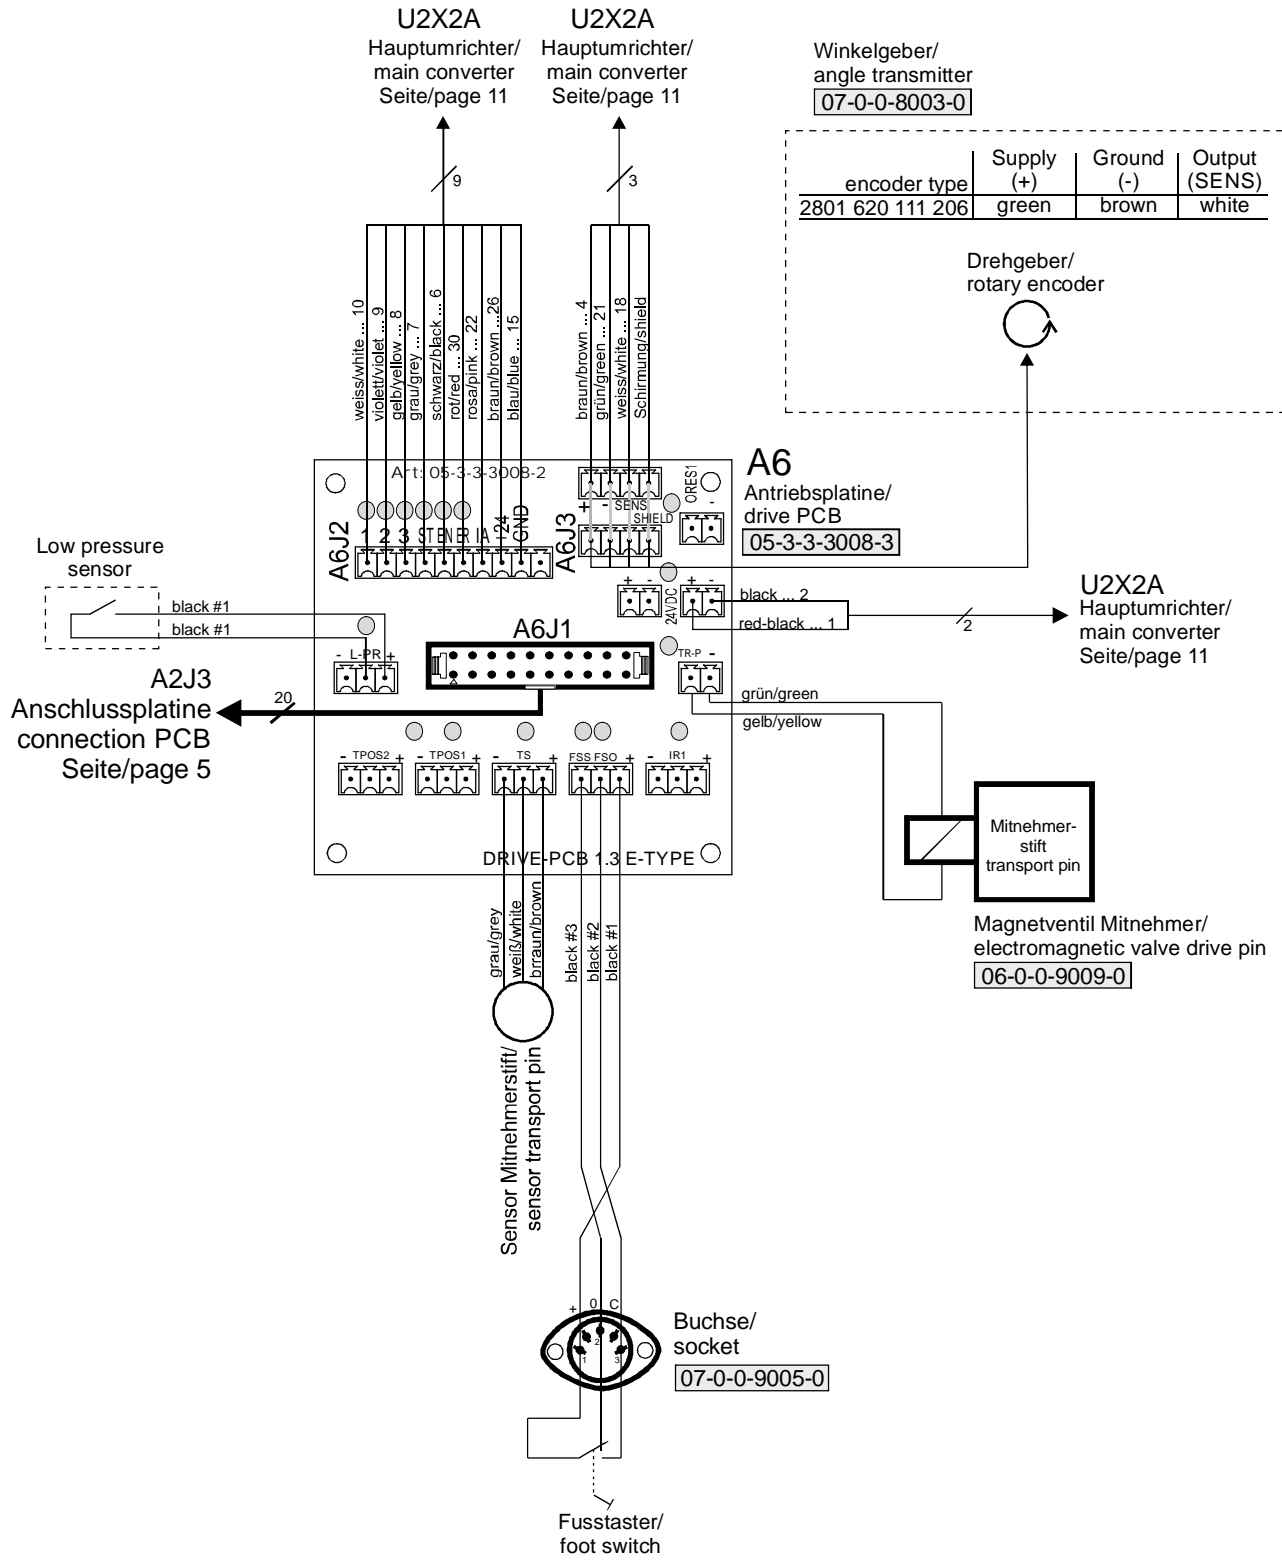 U2X2A
Hauptumrichter/
main converter
Seite/page 11
U2X2A
Hauptumrichter/
main converter
Seite/page 11
9
3
Winkelgeber/
angle transmitter
07-0-0-8003-0
encoder type
Supply
(+)
Ground
(-)
Output
(SENS)
2801 620 111 206 green brown white
Drehgeber/
rotary encoder
weiss/white ... 10
violett/violet ... 9
gelb/yellow ... 8
grau/grey ... 7
schwarz/black ... 6
rot/red ... 30
rosa/pink ... 22
braun/brown ...26
blau/blue ... 15
braun/brown ... 4
grün/green ... 21
weiss/white ... 18
Schirmung/shield
Art: 05-3-3-3008-2
A6J2
1 2 3 ST EN ER IA +24 GND
A6J3
+ - SENS
SHIELD
ORES1
-
A6
Antriebsplatine/
drive PCB
05-3-3-3008-3
Low pressure
sensor
black #1
black #1
- L-PR +
+ -
24VDC
+ -
black ... 2
red-black ... 1
2
U2X2A
Hauptumrichter/
main converter
Seite/page 11
A6J1
TR-P -
grün/green
gelb/yellow
A2J3
Anschlussplatine
connection PCB
Seite/page 5
20
- TPOS2 +
- TPOS1 +
- TS +
FSS FSO +
- IR1 +
DRIVE-PCB 1.3 E-TYPE
Mitnehmer-
stift
transport pin
Magnetventil Mitnehmer/
electromagnetic valve drive pin
06-0-0-9009-0
grau/grey
weiß/white
brraun/brown
black #3
black #2
black #1
Sensor Mitnehmerstift/
sensor transport pin
+ 0 C
1 2 3
Buchse/
socket
07-0-0-9005-0
Fusstaster/
foot switch